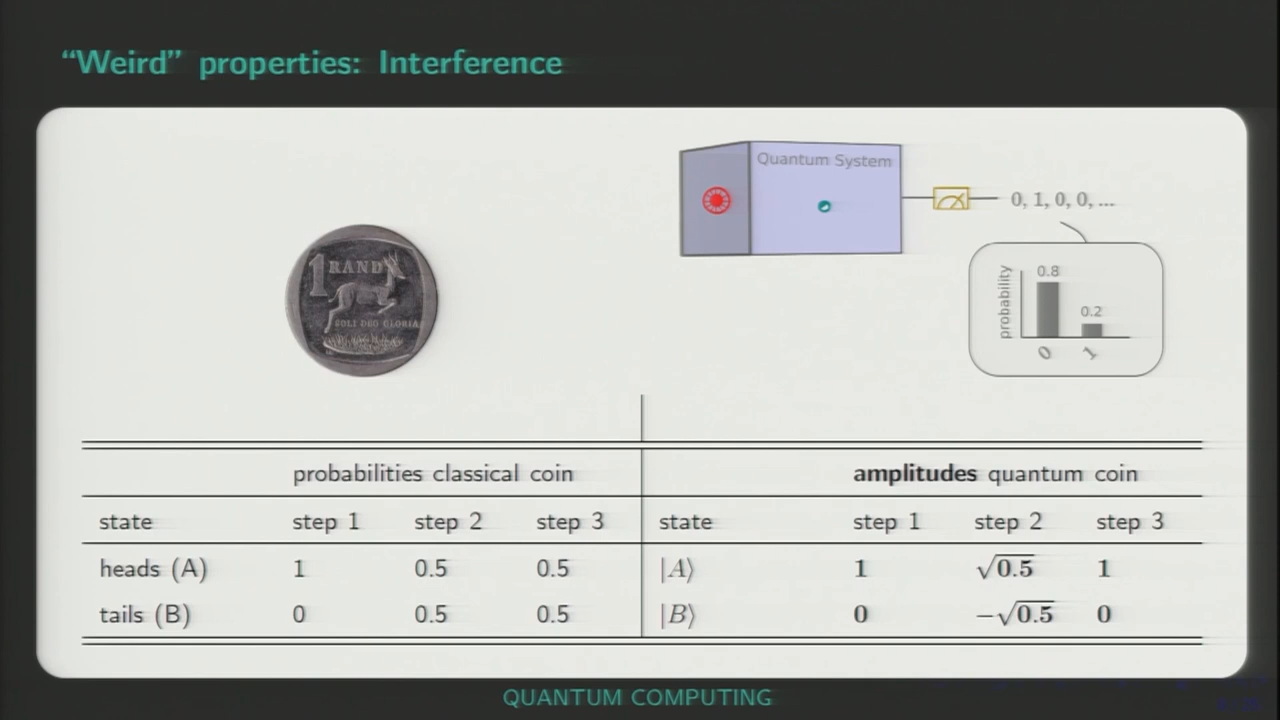 “Weird” properties: Interference
Quantum System
0, 1, 0, 0, ...
1 RAND
SOLI DEO GLORIA
probability
0.8
0.2
0
1
probabilities classical coin
amplitudes quantum coin
state step 1 step 2 step 3 state step 1 step 2 step 3
heads (A) 1 0.5 0.5 |A⟩ 1 √0.5 1
tails (B) 0 0.5 0.5 |B⟩ 0 −√0.5 0
QUANTUM COMPUTING